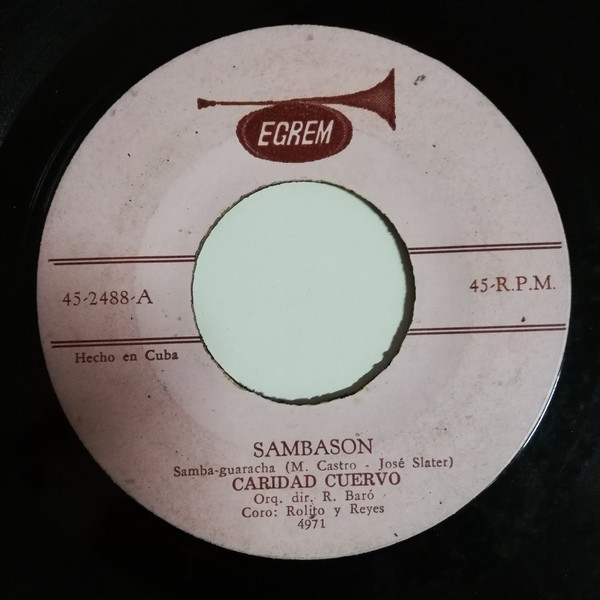 EGREM
45-2488-A
45-R.P.M.
Hecho en Cuba
SAMBASON
Samba-guaracha (M. Castro - José Slater)
CARIDAD CUERVO
Orq. dir. R. Baró
Coro: Rolito y Reyes
4971